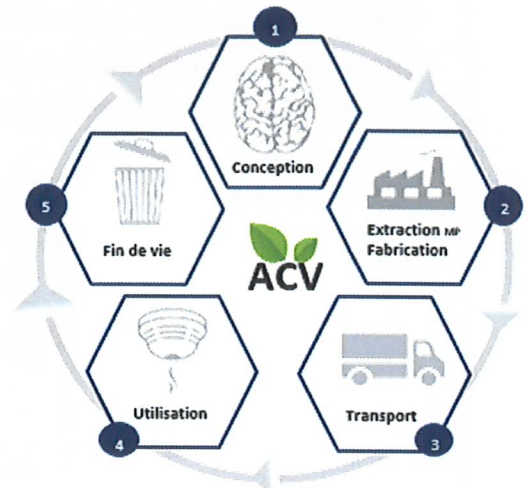 1
Conception
2
Extraction MP
Fabrication
3
Transport
4
Utilisation
5
Fin de vie
ACV